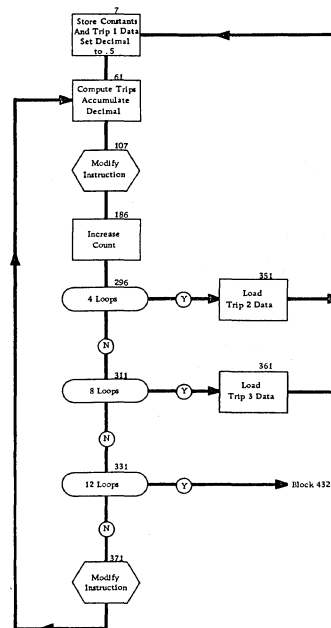 7
Store Constants
And Trip 1 Data
Set Decimal
to .5
61
Compute Trips
Accumulate
Decimal
107
Modify
Instruction
186
Increase
Count
296
4 Loops
Y
351
Load
Trip 2 Data
N
311
8 Loops
Y
361
Load
Trip 3 Data
N
331
12 Loops
Y
Block 432
N
371
Modify
Instruction